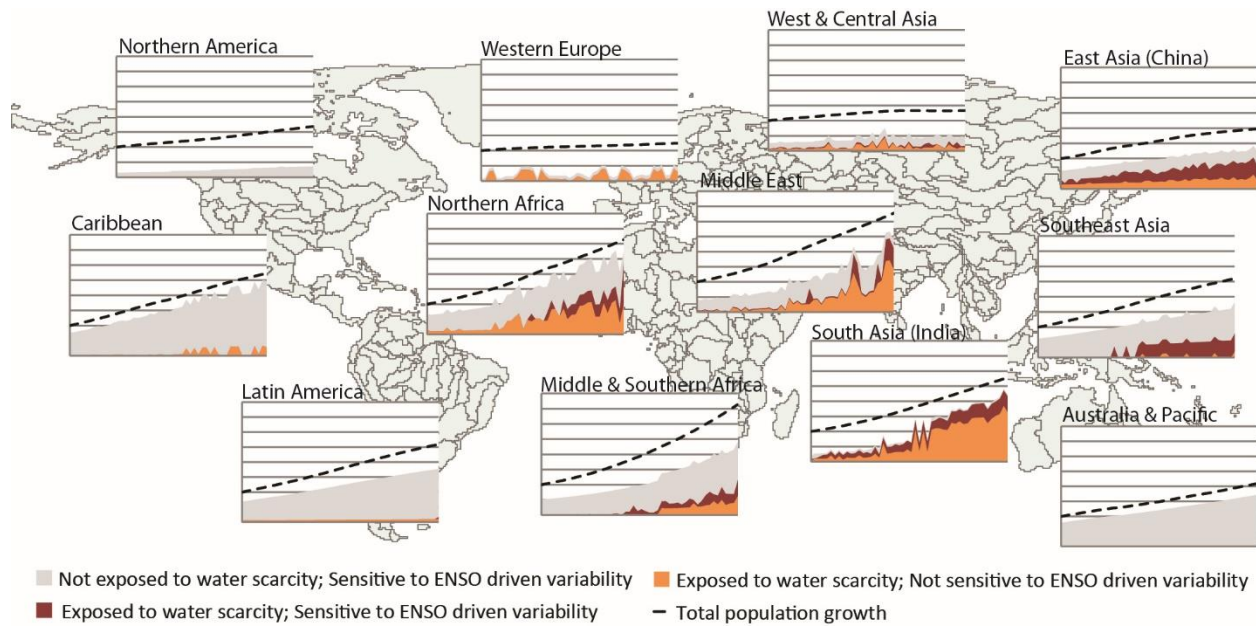 West & Central Asia
Northern America
Western Europe
East Asia (China)
Middle East
Northern Africa
Caribbean
Southeast Asia
South Asia (India)
Latin America
Middle & Southern Africa
Australia & Pacific
Not exposed to water scarcity; Sensitive to ENSO driven variability
Exposed to water scarcity; Not sensitive to ENSO driven variability
Exposed to water scarcity; Sensitive to ENSO driven variability
Total population growth